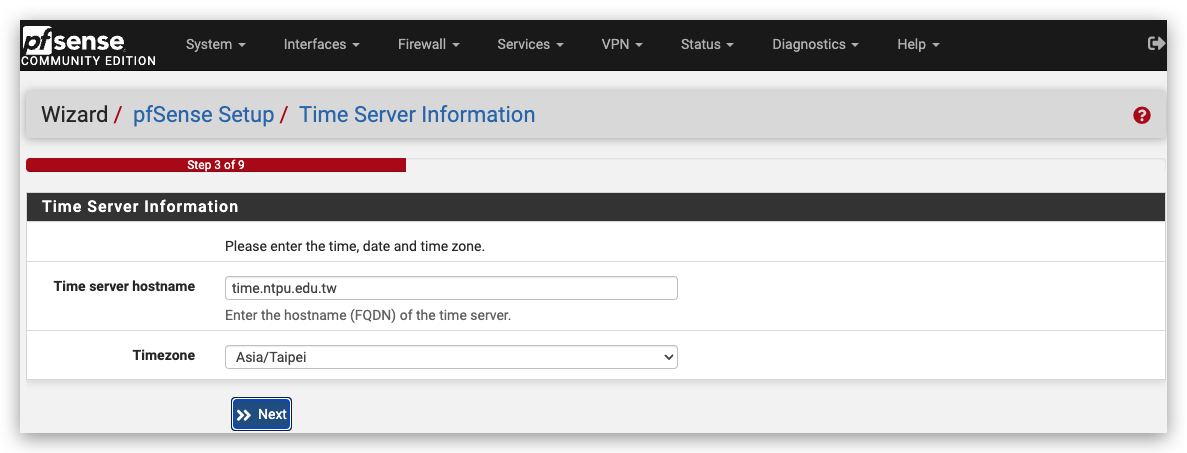 pfsense
COMMUNITY EDITION
System Interfaces Firewall Services VPN Status Diagnostics Help
Wizard / pfSense Setup / Time Server Information
Step 3 of 9
Time Server Information
Please enter the time, date and time zone.
Time server hostname time.ntpu.edu.tw
Enter the hostname (FQDN) of the time server.
Timezone Asia/Taipei
Next